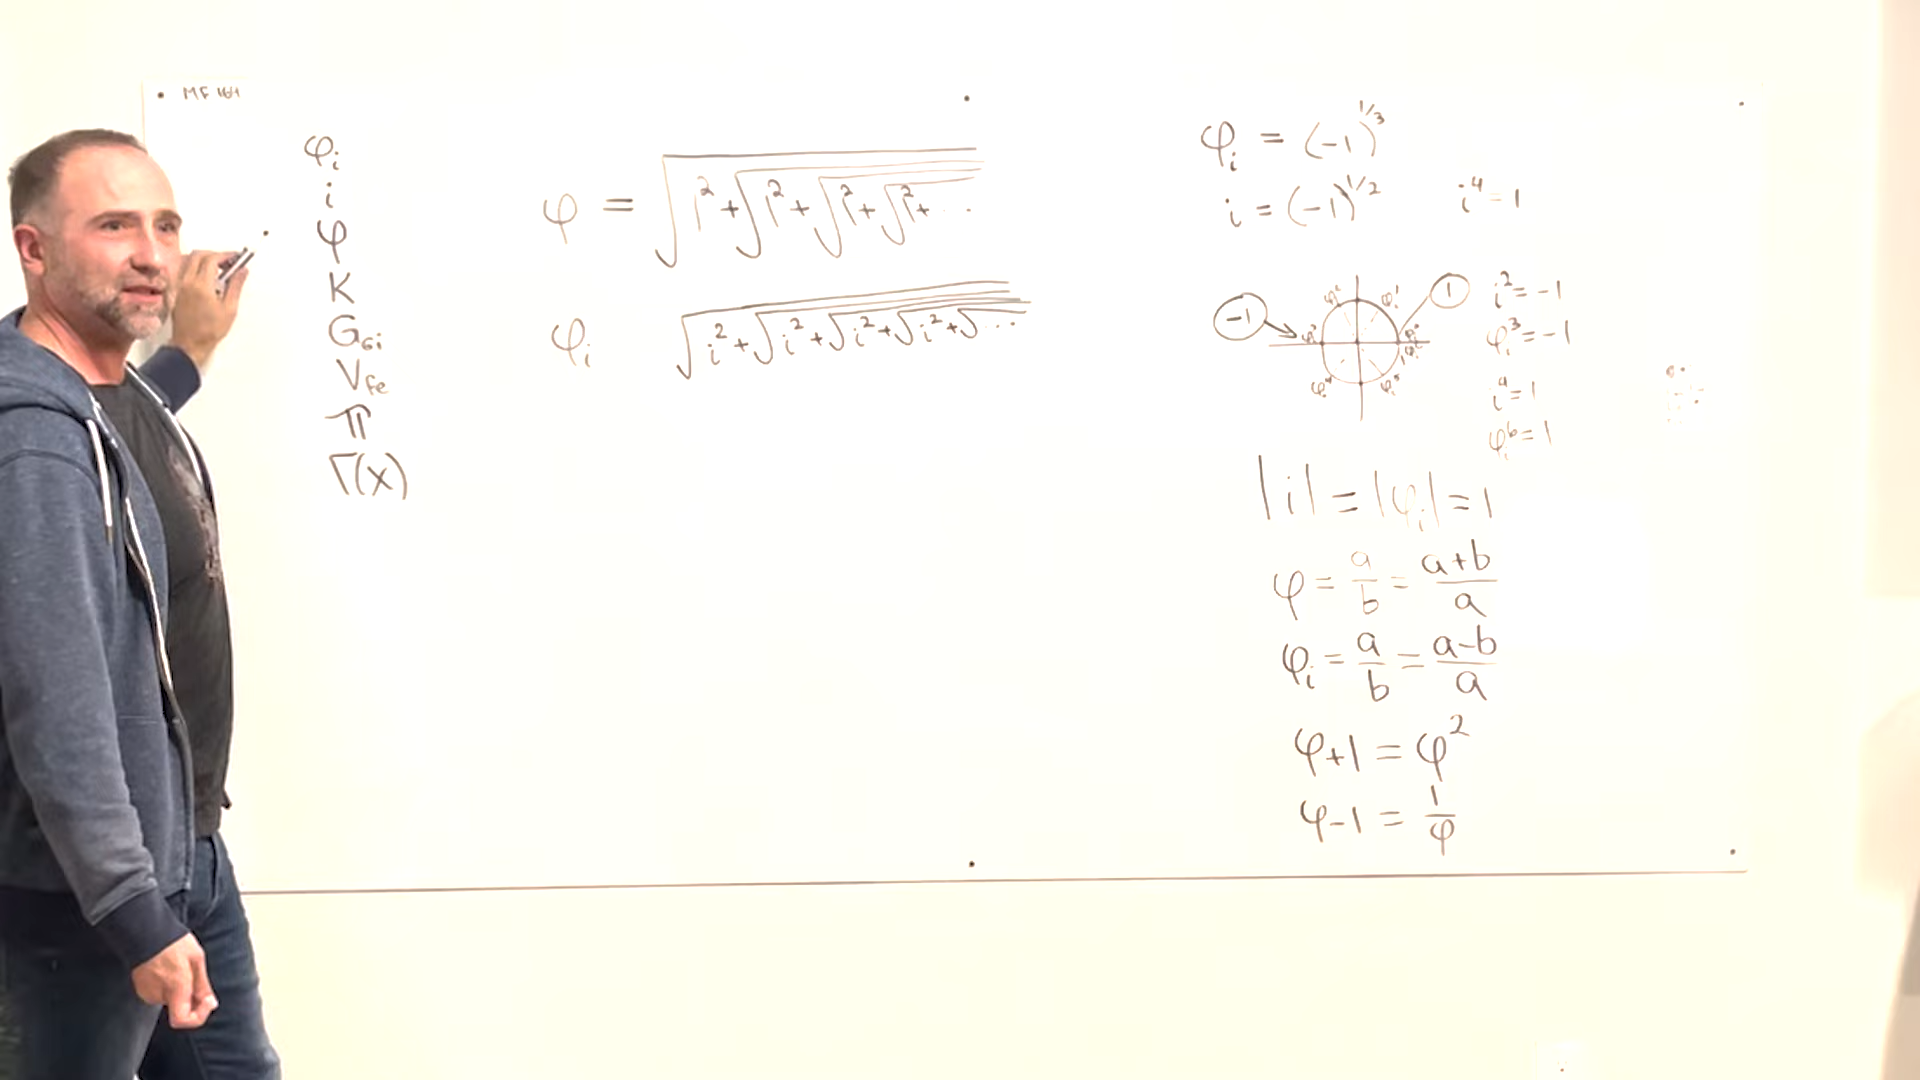 MF 164
φᵢ
i
φ
K
G_Gi
V_fe
π
Γ(x)
φ = √(1² + √(1² + √(1² + √(1² + ...
φᵢ √(i² + √(i² + √(i² + √(i² + √...
φᵢ = (-1)^1/3
i = (-1)^1/2 i⁴ = 1
-1 1
i² = -1
φᵢ³ = -1
i⁴ = 1
φᵢ⁶ = 1
|i| = |φᵢ| = 1
φ = a/b = (a+b)/a
φᵢ = a/b = (a-b)/a
φ+1 = φ²
φ-1 = 1/φ